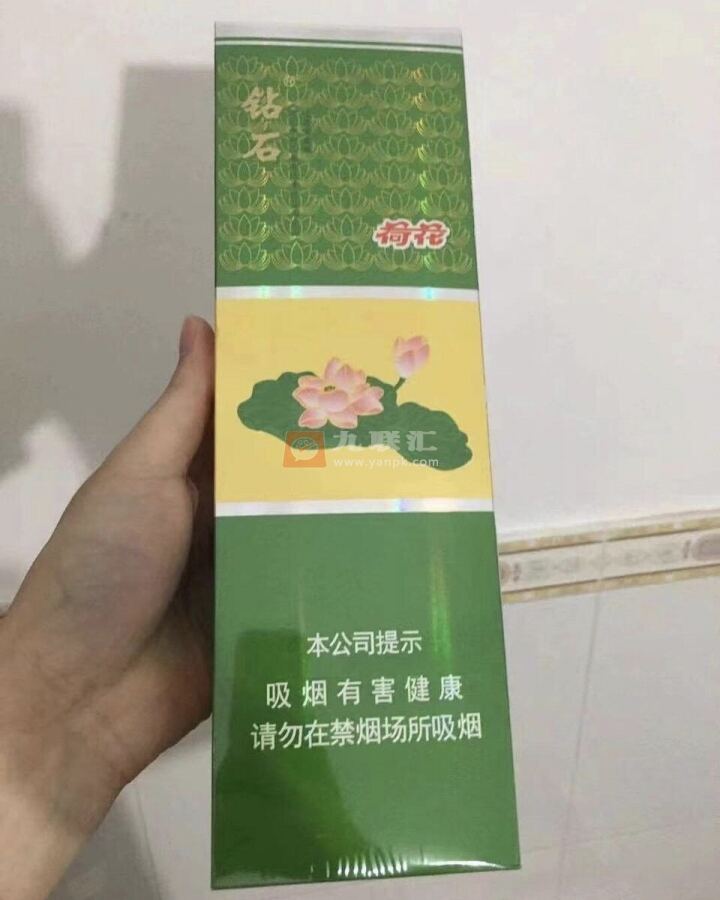 钻石
荷花
九联汇
www.yanpk.com
本公司提示
吸烟有害健康
请勿在禁烟场所吸烟